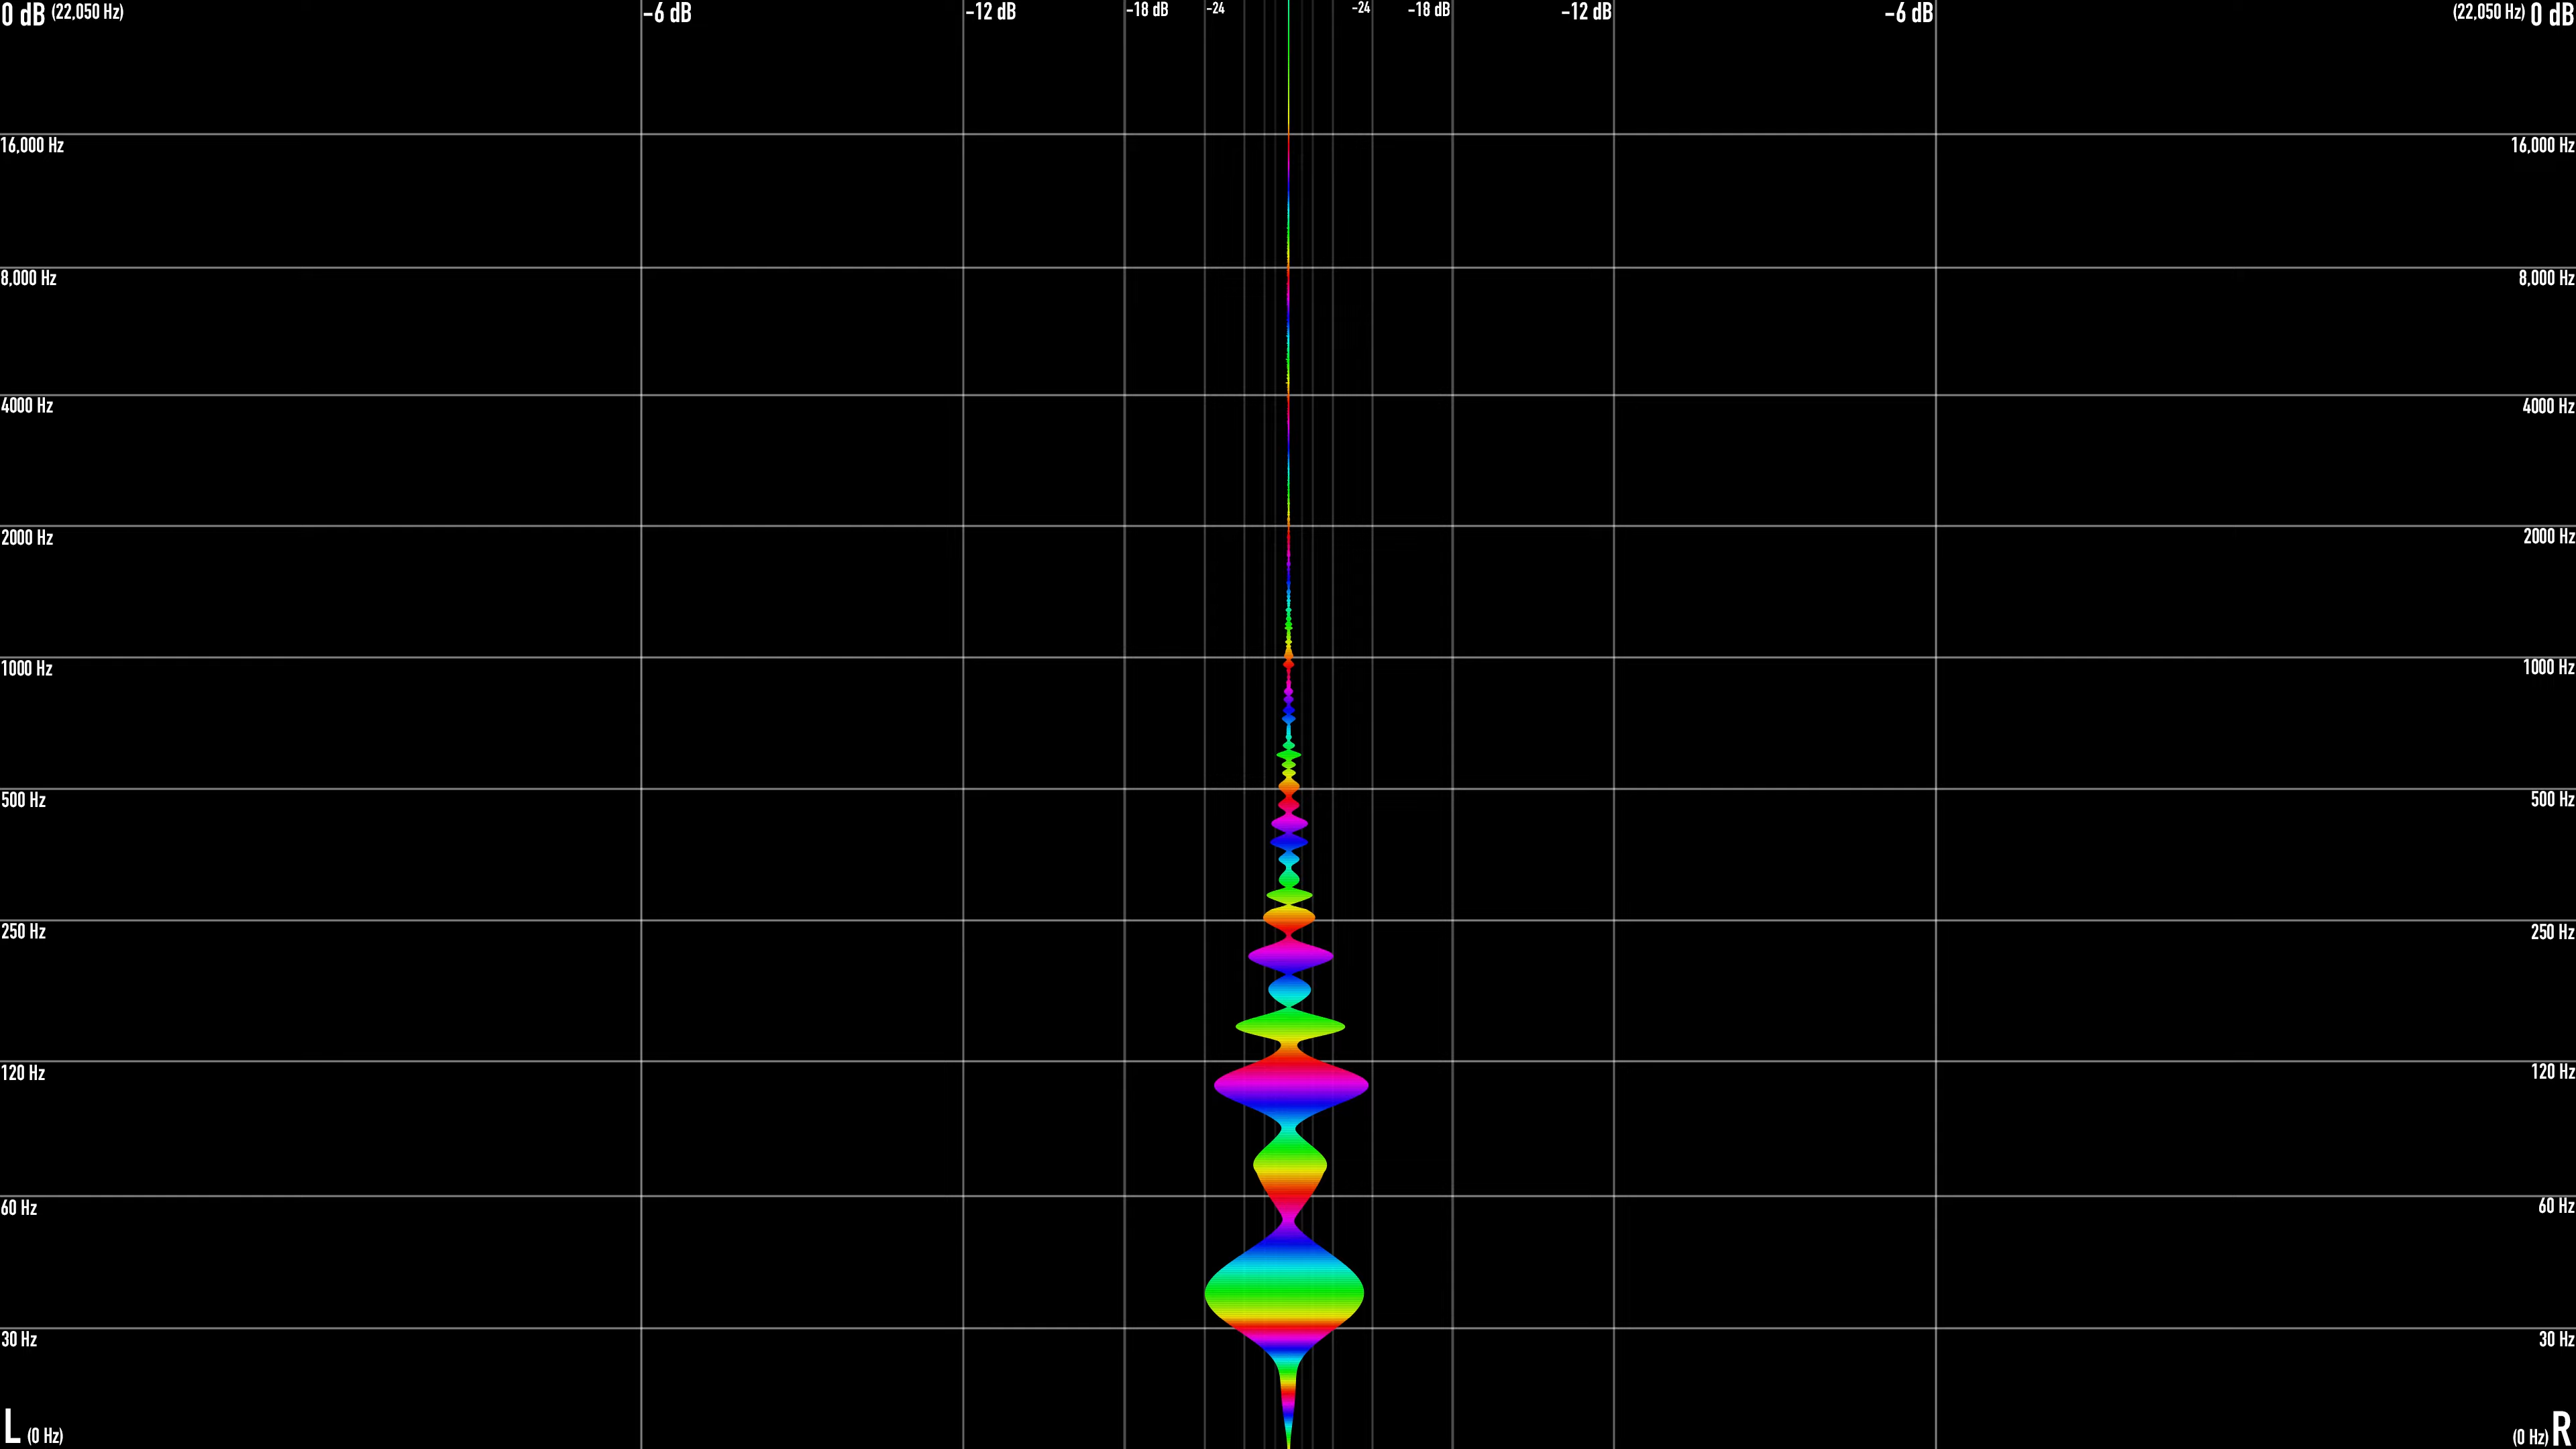 0 dB (22,050 Hz) −6 dB −12 dB −18 dB −24 −24 −18 dB −12 dB −6 dB (22,050 Hz) 0 dB
16,000 Hz 16,000 Hz
8,000 Hz 8,000 Hz
4000 Hz 4000 Hz
2000 Hz 2000 Hz
1000 Hz 1000 Hz
500 Hz 500 Hz
250 Hz 250 Hz
120 Hz 120 Hz
60 Hz 60 Hz
30 Hz 30 Hz
L (0 Hz) (0 Hz) R